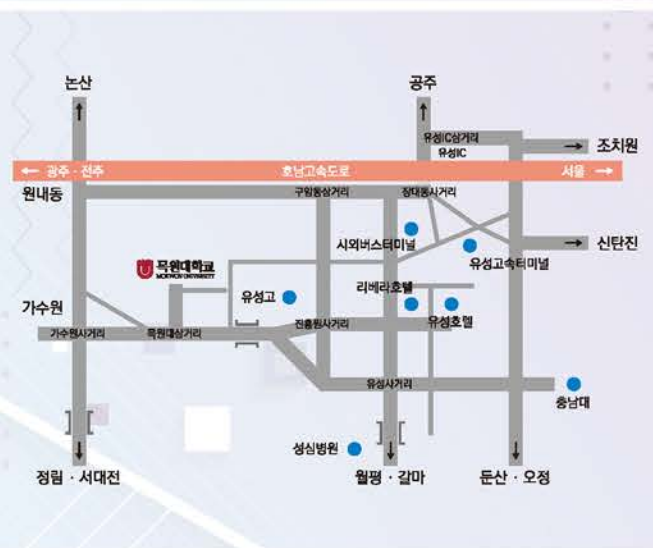 논산
공주
유성IC삼거리
유성IC
조치원
← 광주 · 전주
호남고속도로
서울 →
원내동
구암동삼거리
장대동사거리
시외버스터미널
신탄진
유성고속터미널
목원대학교
MOKWON UNIVERSITY
유성고
리베라호텔
가수원
유성호텔
가수원사거리
목원대삼거리
진흥원사거리
유성사거리
충남대
성심병원
정림 · 서대전
월평 · 갈마
둔산 · 오정